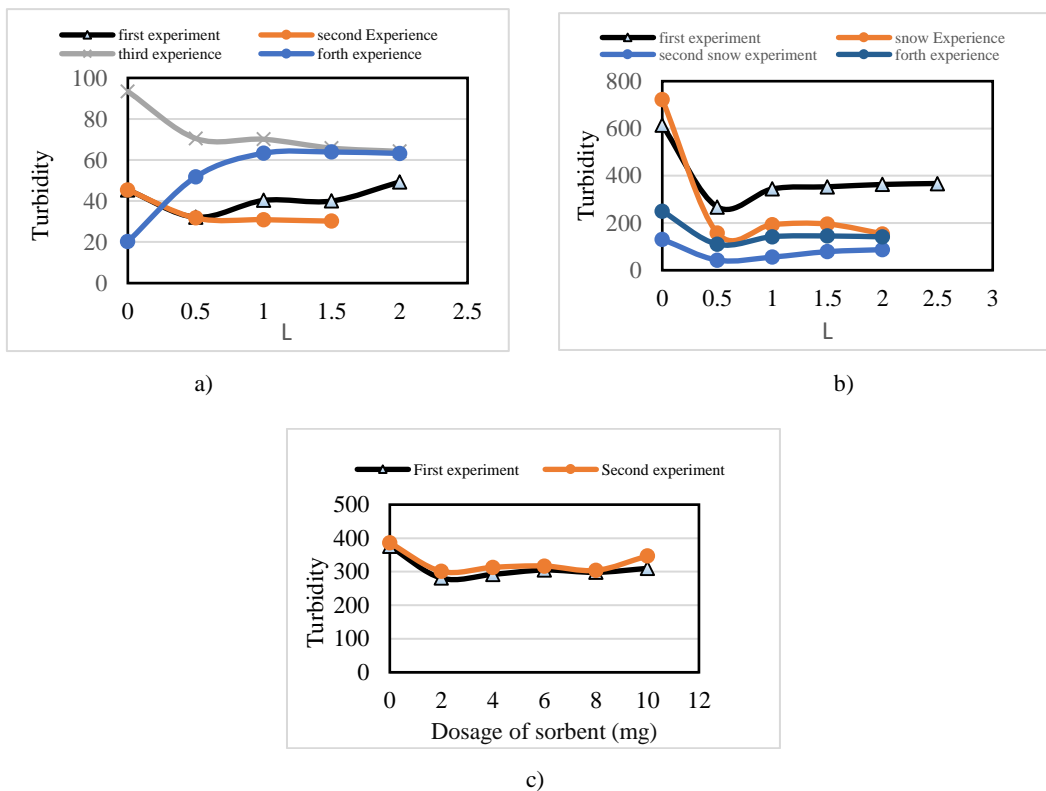 first experiment second Experience
third experience forth experience
100
80
60
40
20
0
Turbidity
0 0.5 1 1.5 2 2.5
L
a)
first experiment snow Experience
second snow experiment forth experience
800
600
400
200
0
Turbidity
0 0.5 1 1.5 2 2.5 3
L
b)
First experiment Second experiment
500
400
300
200
100
0
Turbidity
0 2 4 6 8 10 12
Dosage of sorbent (mg)
c)